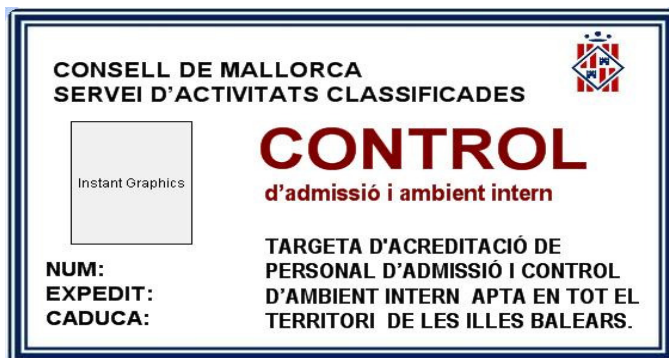 CONSELL DE MALLORCA
SERVEI D'ACTIVITATS CLASSIFICADES
Instant Graphics
CONTROL
d'admissió i ambient intern
NUM:
EXPEDIT:
CADUCA:
TARGETA D'ACREDITACIÓ DE
PERSONAL D'ADMISSIÓ I CONTROL
D'AMBIENT INTERN APTA EN TOT EL
TERRITORI DE LES ILLES BALEARS.